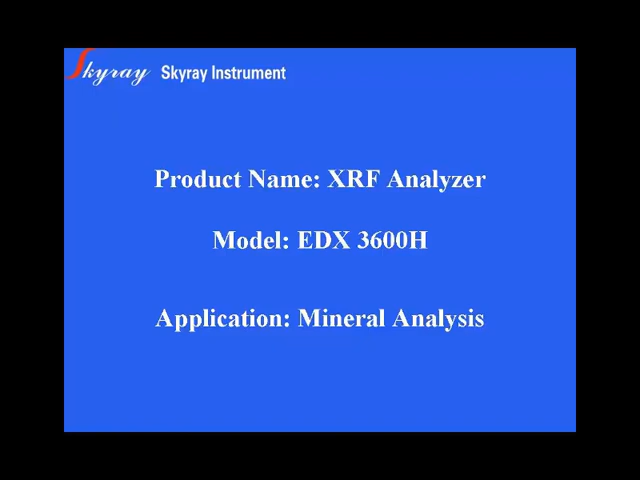 Skyray Skyray Instrument
Product Name: XRF Analyzer
Model: EDX 3600H
Application: Mineral Analysis